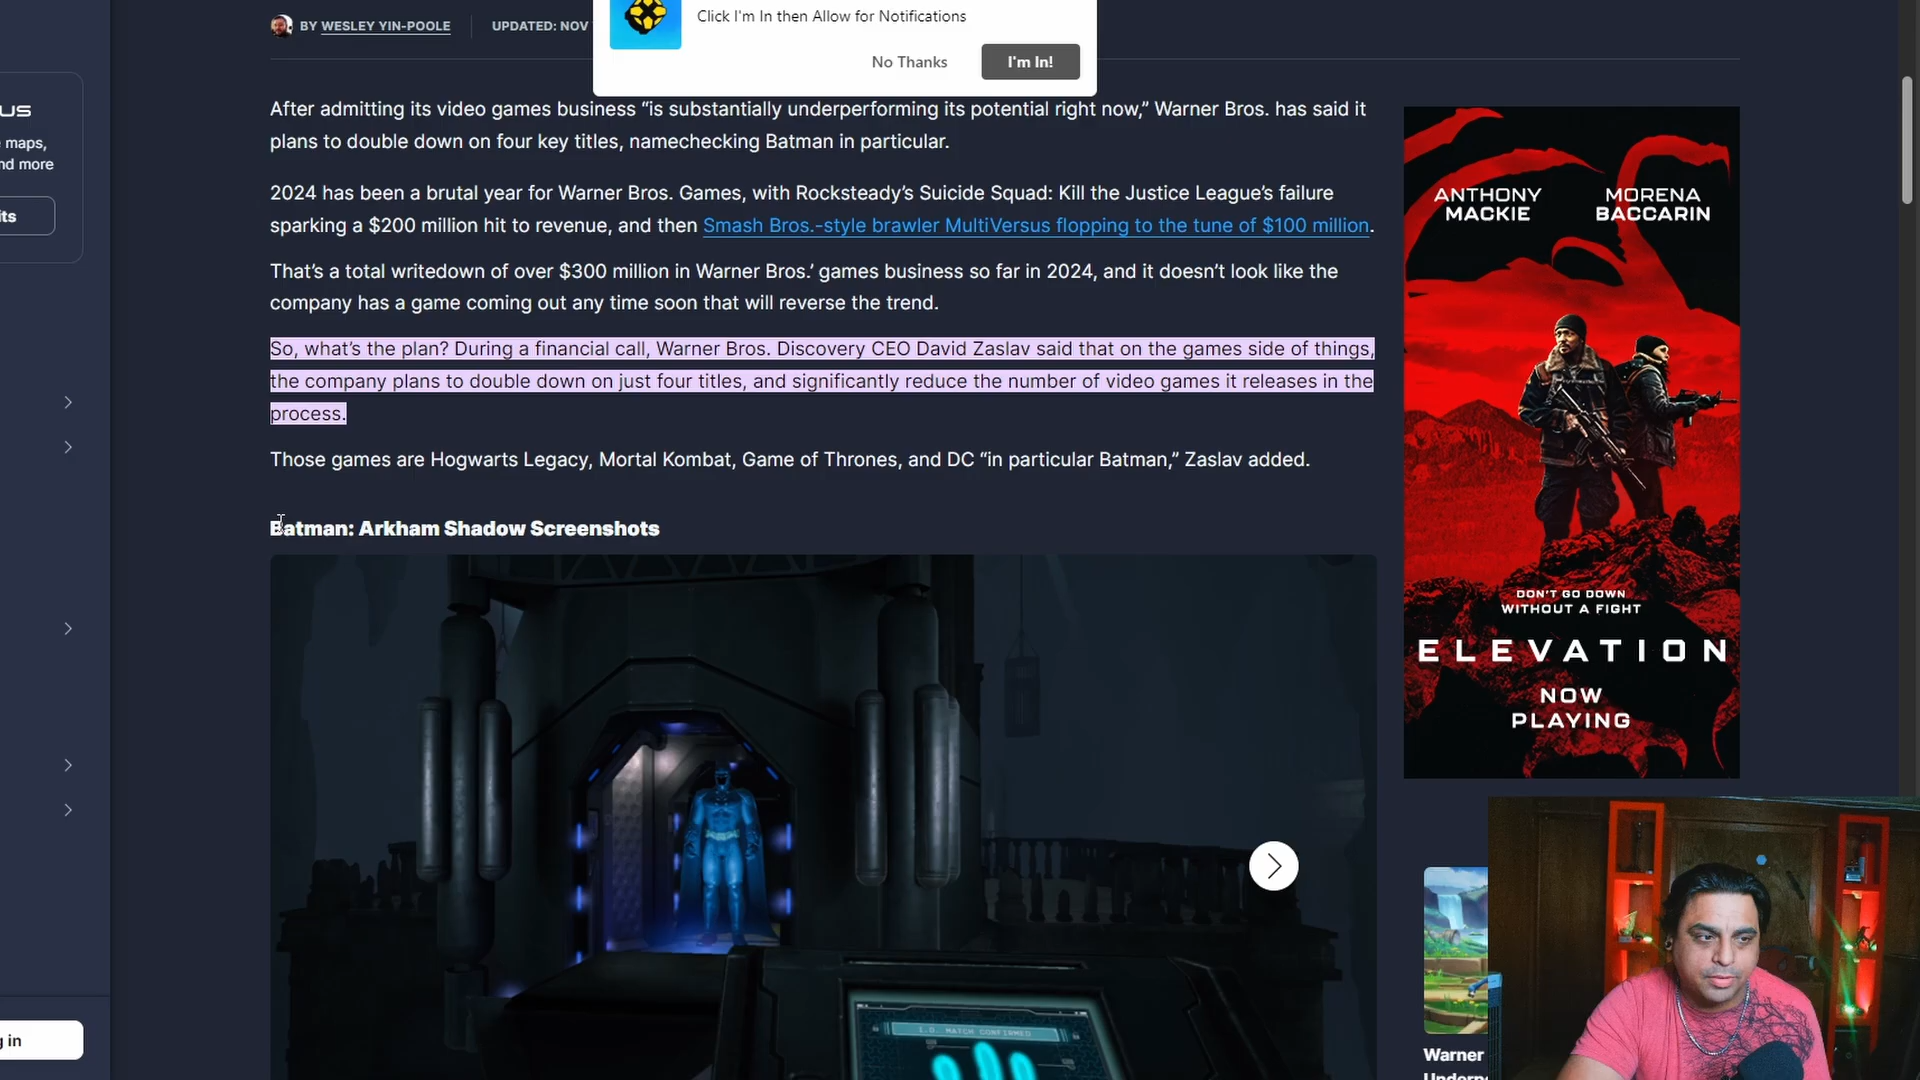 Click I'm In then Allow for Notifications
No Thanks
I'm In!
BY WESLEY YIN-POOLE
UPDATED: NOV
US
maps,
nd more
its
After admitting its video games business “is substantially underperforming its potential right now,” Warner Bros. has said it
plans to double down on four key titles, namechecking Batman in particular.
2024 has been a brutal year for Warner Bros. Games, with Rocksteady’s Suicide Squad: Kill the Justice League’s failure
sparking a $200 million hit to revenue, and then Smash Bros.-style brawler MultiVersus flopping to the tune of $100 million.
That’s a total writedown of over $300 million in Warner Bros.’ games business so far in 2024, and it doesn’t look like the
company has a game coming out any time soon that will reverse the trend.
So, what’s the plan? During a financial call, Warner Bros. Discovery CEO David Zaslav said that on the games side of things,
the company plans to double down on just four titles, and significantly reduce the number of video games it releases in the
process.
Those games are Hogwarts Legacy, Mortal Kombat, Game of Thrones, and DC “in particular Batman,” Zaslav added.
Batman: Arkham Shadow Screenshots
I.D. MATCH CONFIRMED
ANTHONY
MACKIE
MORENA
BACCARIN
DON'T GO DOWN
WITHOUT A FIGHT
ELEVATION
NOW
PLAYING
Warner
g in